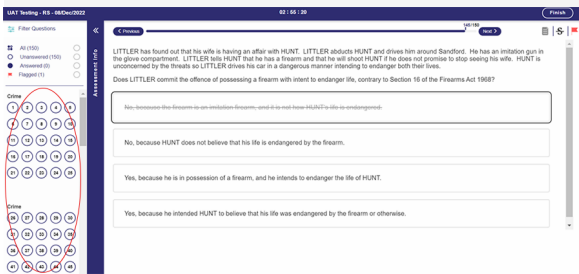 UAT Testing - RS - 08/Dec/2022
02 : 55 : 20
Finish
Filter Questions
All (150)
Unanswered (150)
Answered (0)
Flagged (1)
Crime
1 2 3 4 5
6 7 8 9 10
11 12 13 14 15
16 17 18 19 20
21 22 23 24 25
Crime
26 27 28 29 30
31 32 33 34 35
36 37 38 39 40
41 42 43 44 45
Assessment Info
Previous
146/150
Next
LITTLER has found out that his wife is having an affair with HUNT. LITTLER abducts HUNT and drives him around Sandford. He has an imitation gun in
the glove compartment. LITTLER tells HUNT that he has a firearm and that he will shoot HUNT if he does not promise to stop seeing his wife. HUNT is
unconcerned by the threats so LITTLER drives his car in a dangerous manner intending to endanger both their lives.
Does LITTLER commit the offence of possessing a firearm with intent to endanger life, contrary to Section 16 of the Firearms Act 1968?
No, because the firearm is an imitation firearm, and it is not how HUNT's life is endangered.
No, because HUNT does not believe that his life is endangered by the firearm.
Yes, because he is in possession of a firearm, and he intends to endanger the life of HUNT.
Yes, because he intended HUNT to believe that his life was endangered by the firearm or otherwise.